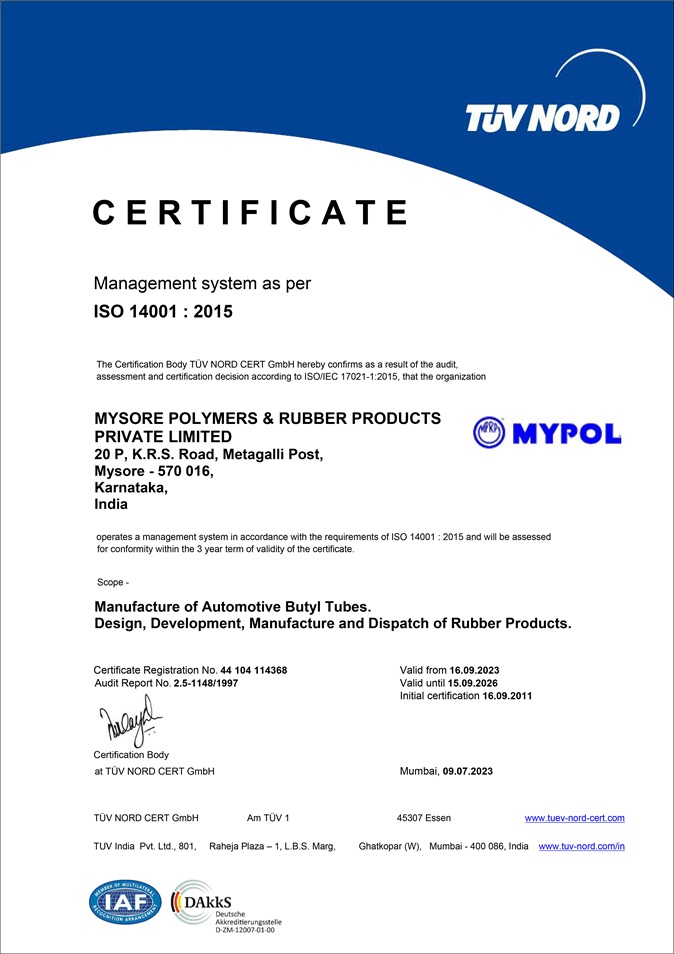 TÜV NORD
CERTIFICATE
Management system as per
ISO 14001 : 2015
The Certification Body TÜV NORD CERT GmbH hereby confirms as a result of the audit,
assessment and certification decision according to ISO/IEC 17021-1:2015, that the organization
MYSORE POLYMERS & RUBBER PRODUCTS
PRIVATE LIMITED
20 P, K.R.S. Road, Metagalli Post,
Mysore - 570 016,
Karnataka,
India
MPRP MYPOL
operates a management system in accordance with the requirements of ISO 14001 : 2015 and will be assessed
for conformity within the 3 year term of validity of the certificate.
Scope -
Manufacture of Automotive Butyl Tubes.
Design, Development, Manufacture and Dispatch of Rubber Products.
Certificate Registration No. 44 104 114368
Audit Report No. 2.5-1148/1997
Valid from 16.09.2023
Valid until 15.09.2026
Initial certification 16.09.2011
Certification Body
at TÜV NORD CERT GmbH
Mumbai, 09.07.2023
TÜV NORD CERT GmbH Am TÜV 1 45307 Essen www.tuev-nord-cert.com
TUV India Pvt. Ltd., 801, Raheja Plaza – 1, L.B.S. Marg, Ghatkopar (W), Mumbai - 400 086, India www.tuv-nord.com/in
MEMBER OF MULTILATERAL
IAF
RECOGNITION ARRANGEMENT
DAkkS
Deutsche
Akkreditierungsstelle
D-ZM-12007-01-00